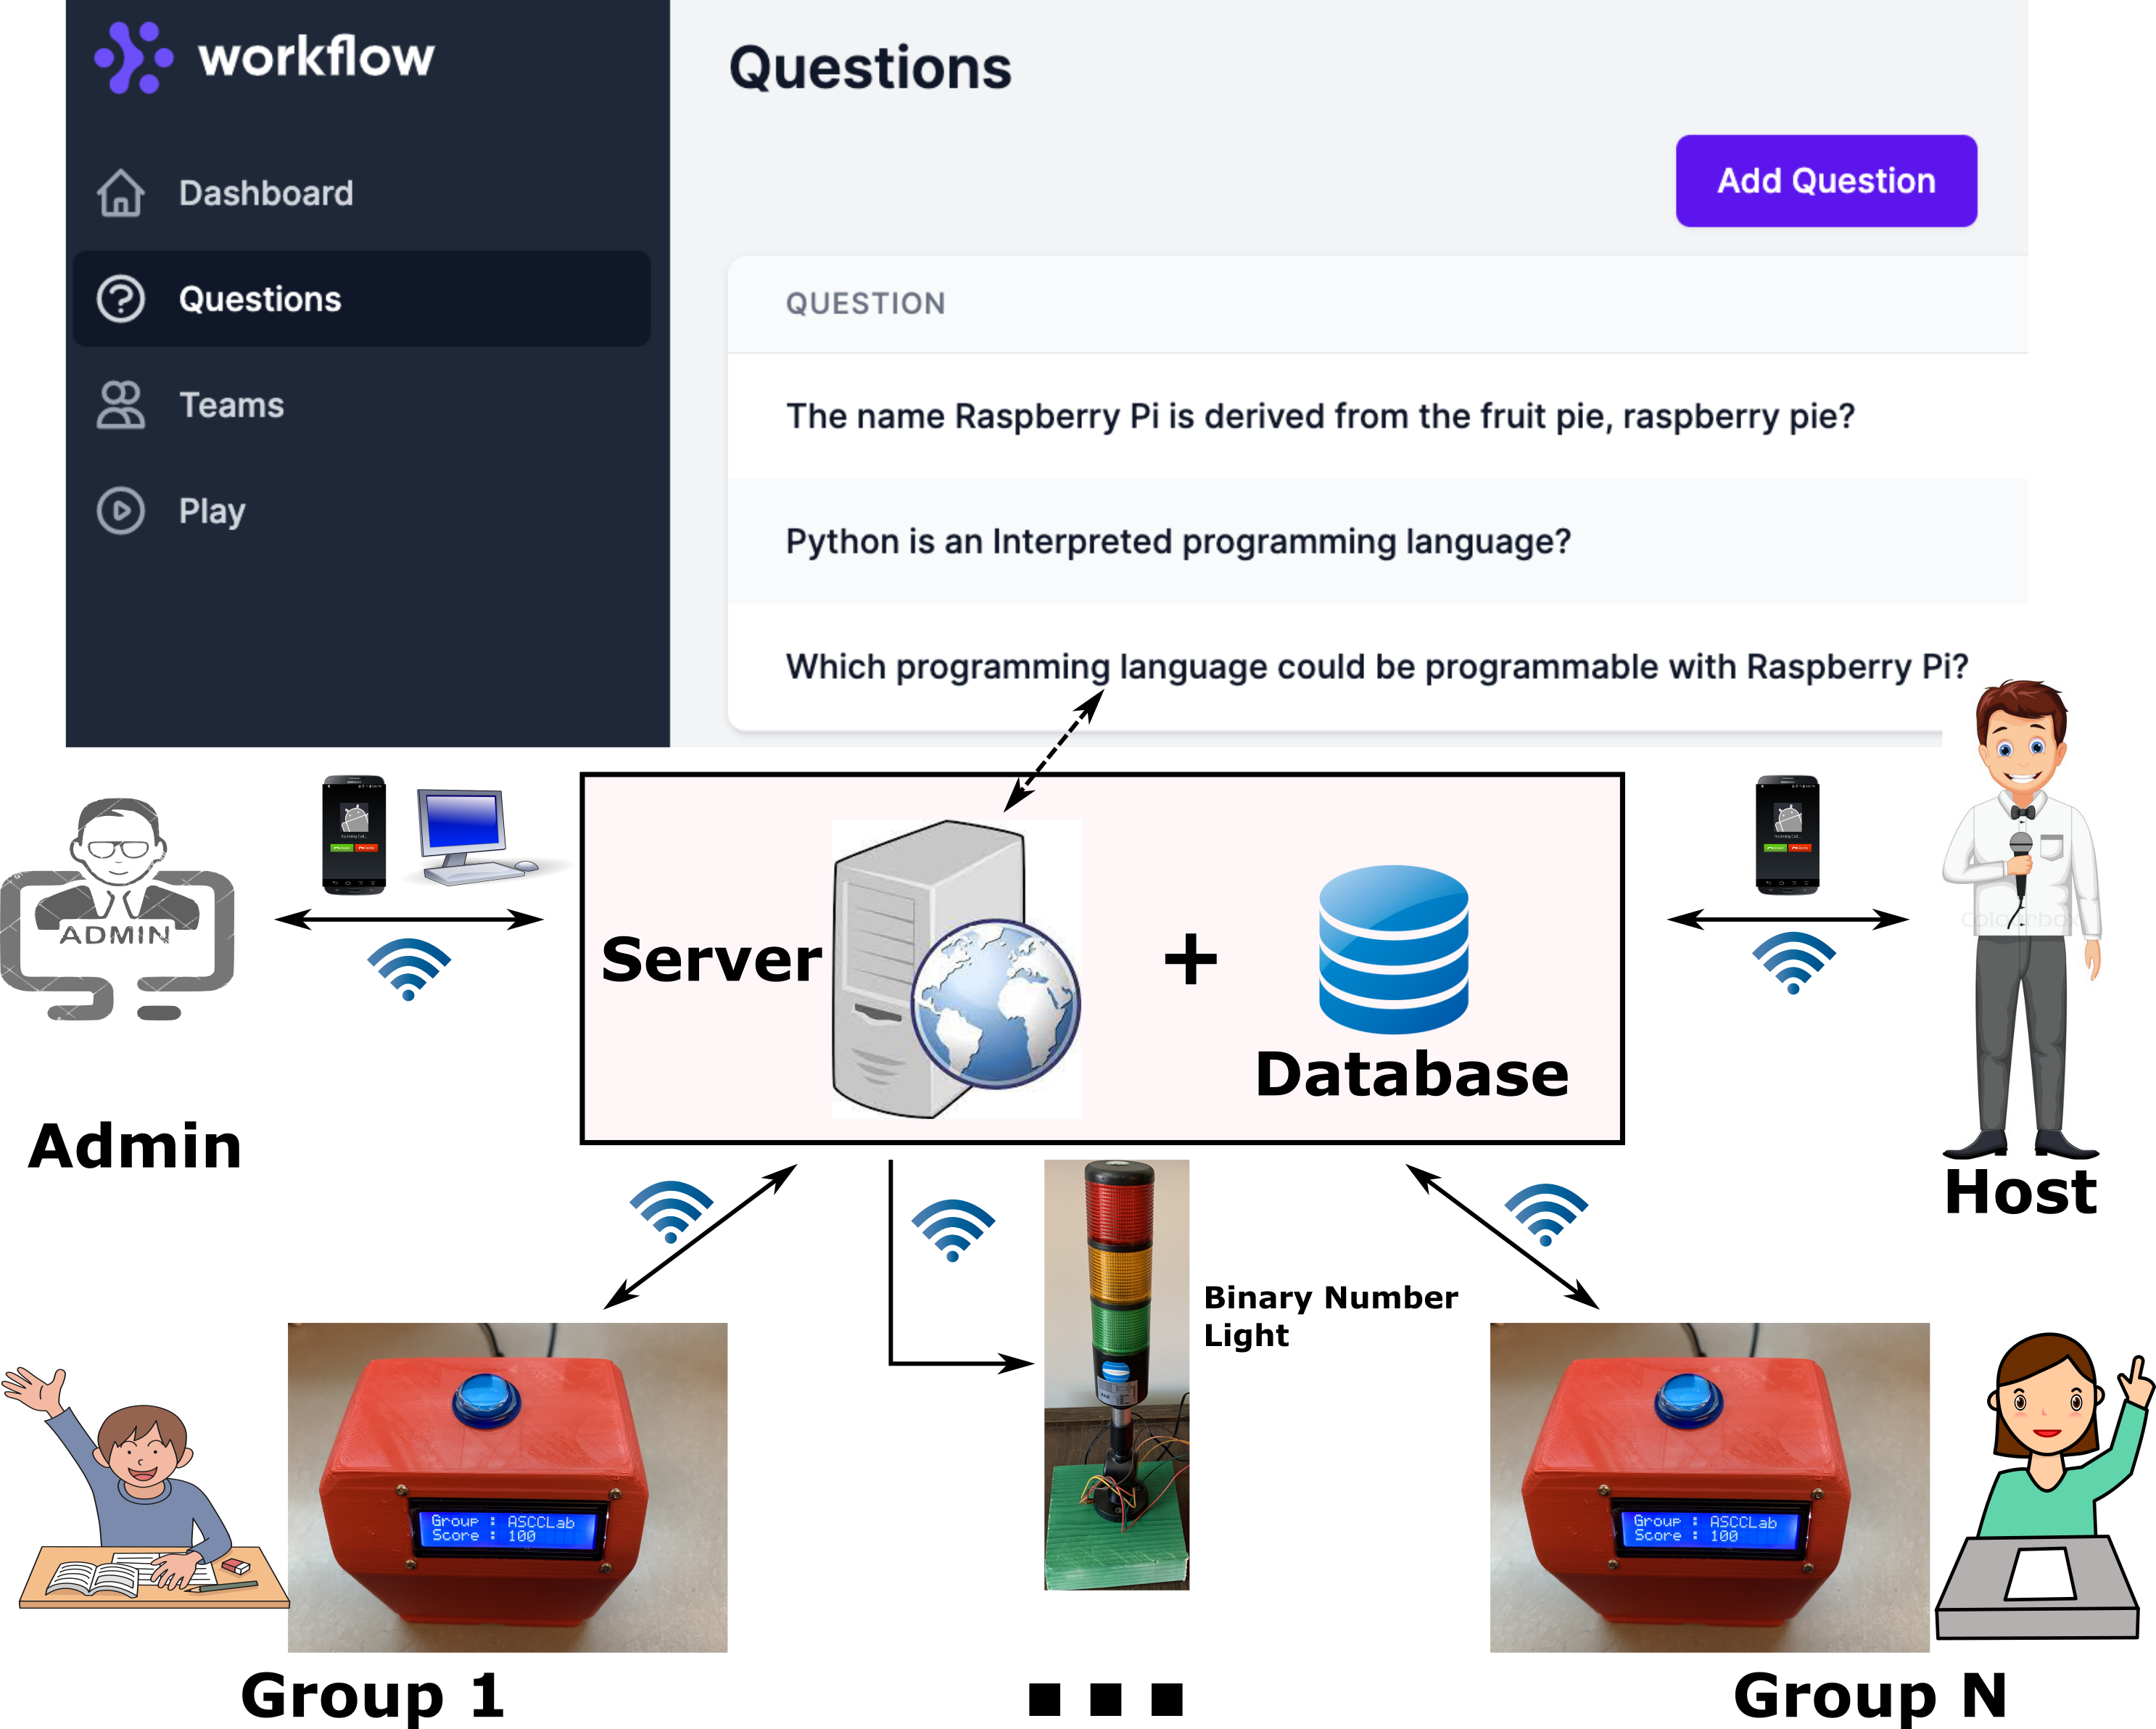 workflow
Dashboard
Questions
Teams
Play
Questions
Add Question
QUESTION
The name Raspberry Pi is derived from the fruit pie, raspberry pie?
Python is an Interpreted programming language?
Which programming language could be programmable with Raspberry Pi?
ADMIN
Admin
Server
+
Database
colourbox
Host
Binary Number
Light
Group : ASCCLab
Score : 100
Group : ASCCLab
Score : 100
Group 1
Group N